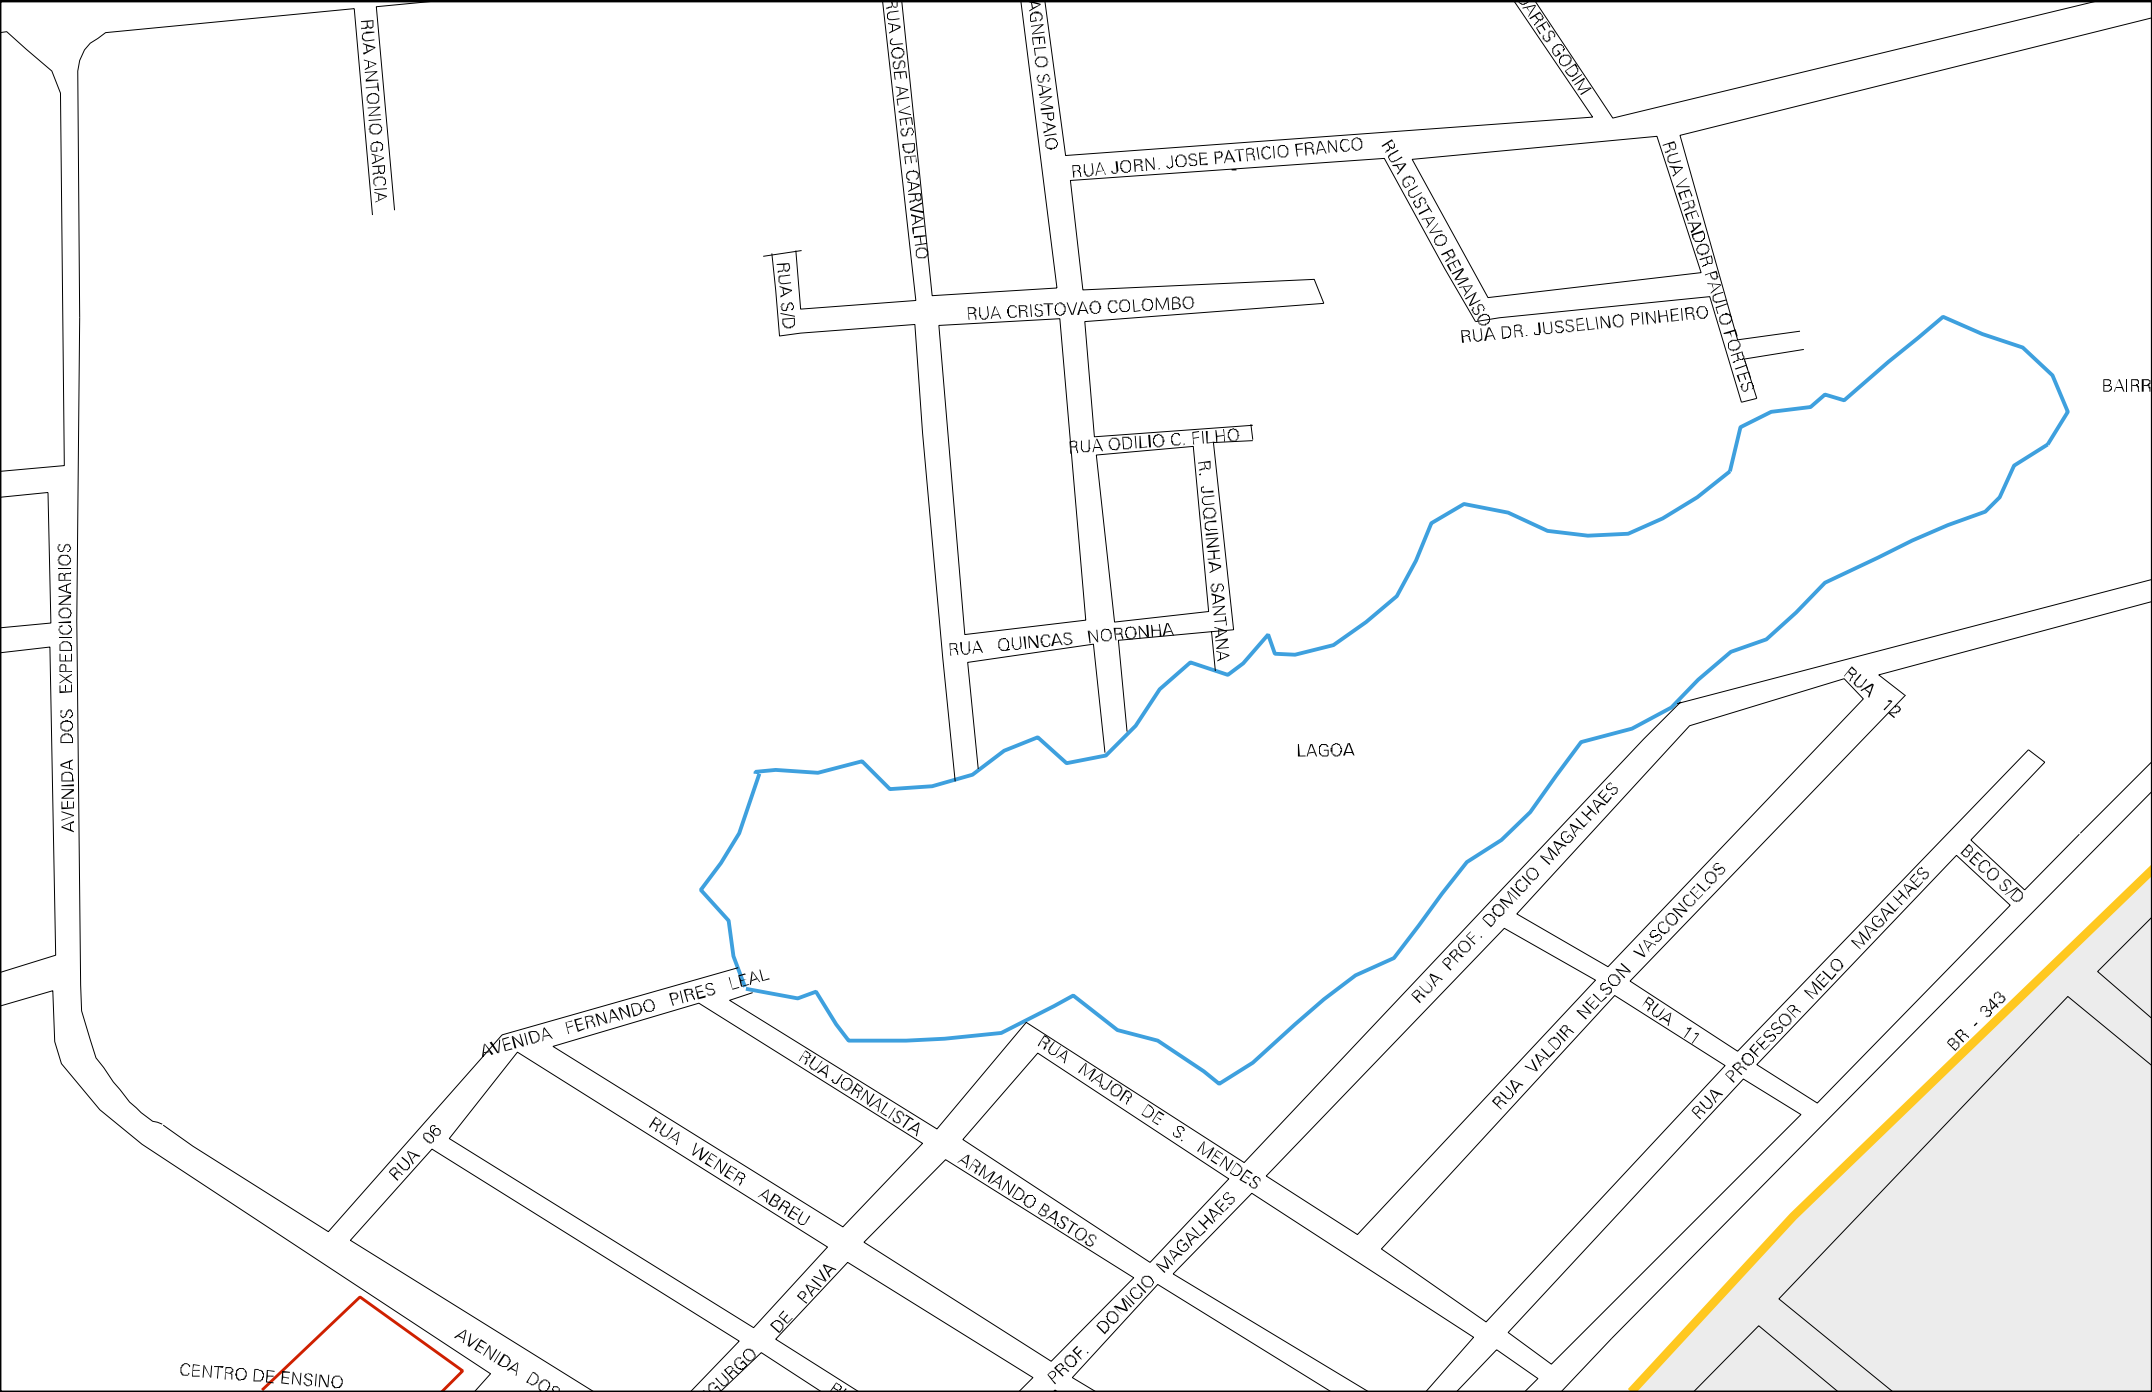 RUA ANTONIO GARCIA
RUA JOSE ALVES DE CARVALHO
AGNELO SAMPAIO
OARES GODIM
RUA JORN. JOSE PATRICIO FRANCO
RUA GUSTAVO REMANSO
RUA VEREADOR PAULO FORTES
RUA S/D
RUA CRISTOVAO COLOMBO
RUA DR. JUSSELINO PINHEIRO
BAIRR
RUA ODILIO C. FILHO
R. JUQUINHA SANTANA
AVENIDA DOS EXPEDICIONARIOS
RUA QUINCAS NORONHA
RUA 12
LAGOA
RUA PROF. DOMICIO MAGALHAES
BECO S/D
RUA VALDIR NELSON VASCONCELOS
RUA PROFESSOR MELO MAGALHAES
AVENIDA FERNANDO PIRES LEAL
RUA 11
BR - 343
RUA JORNALISTA
RUA MAJOR DE S. MENDES
RUA 06
RUA WENER ABREU
ARMANDO BASTOS
PROF. DOMICIO MAGALHAES
GURGO DE PAIVA
AVENIDA DOS
CENTRO DE ENSINO